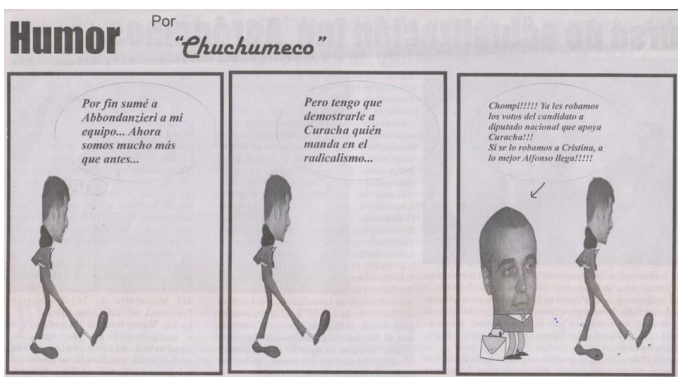 Humor
Por
"Chuchumeco"
Por fin sumé a
Abbondanzieri a mi
equipo... Ahora
somos mucho más
que antes...
Pero tengo que
demostrarle a
Curacha quién
manda en el
radicalismo...
Chompi!!!!! Ya les robamos
los votos del candidato a
diputado nacional que apoya
Curacha!!!
Si se lo robamos a Cristina, a
lo mejor Alfonso llega!!!!!